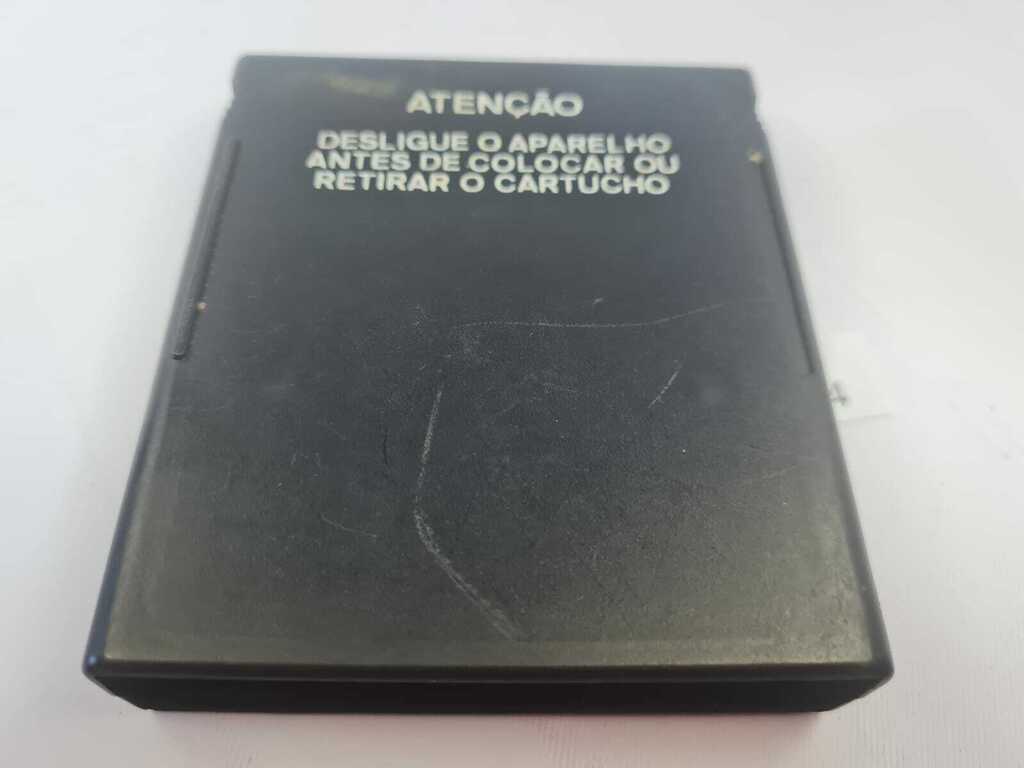 ATENÇÃO
DESLIGUE O APARELHO
ANTES DE COLOCAR OU
RETIRAR O CARTUCHO